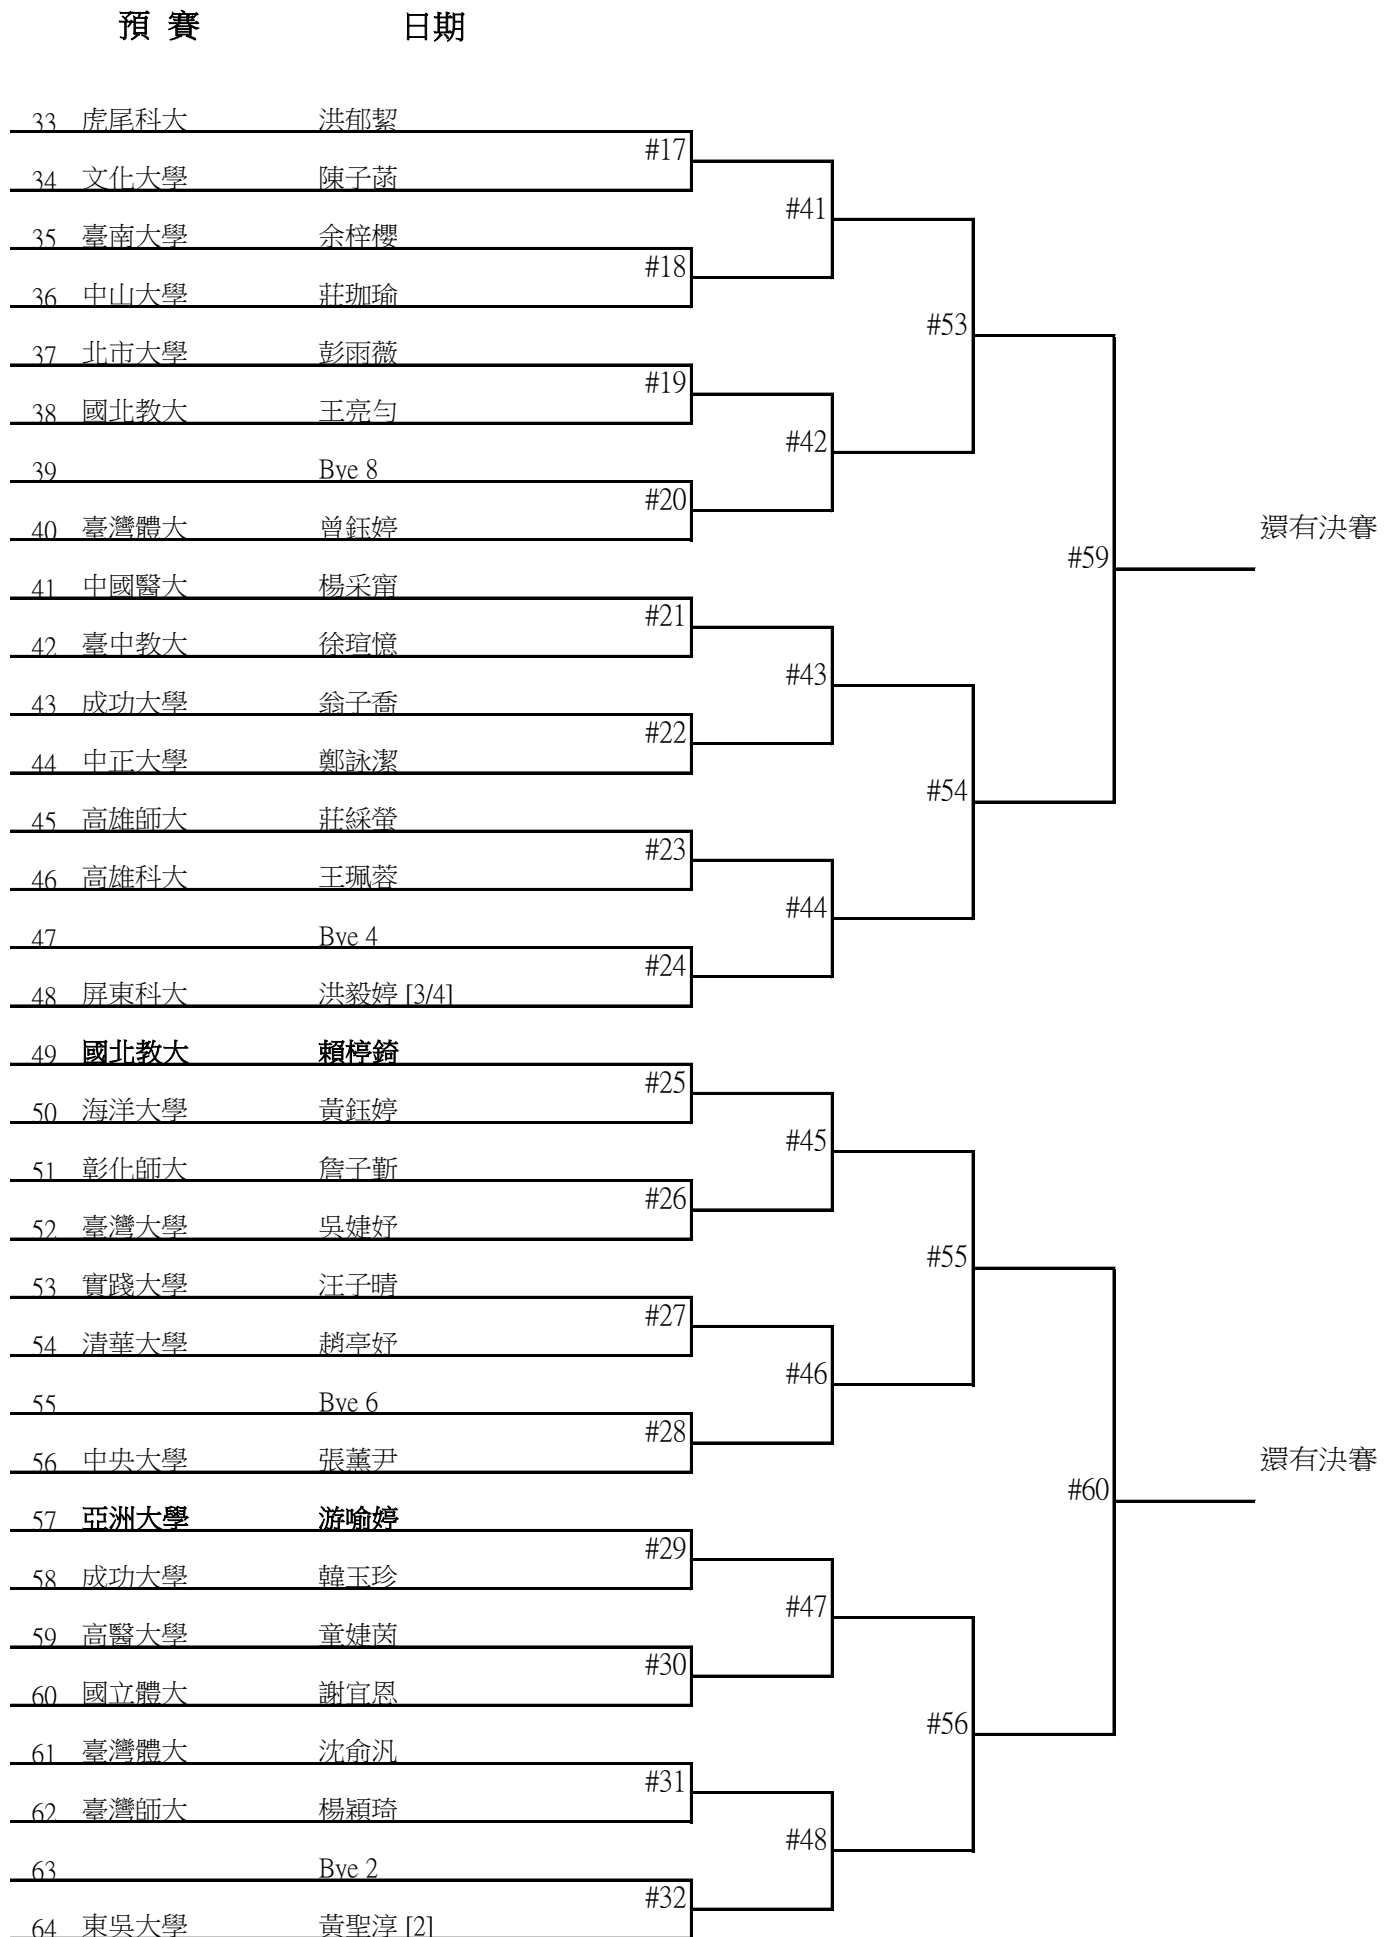 預 賽 日期
33 虎尾科大 洪郁絜
#17
34 文化大學 陳子菡
#41
35 臺南大學 余梓櫻
#18
36 中山大學 莊珈瑜
#53
37 北市大學 彭雨薇
#19
38 國北教大 王亮勻
#42
39 Bye 8
#20
40 臺灣體大 曾鈺婷
還有決賽
#59
41 中國醫大 楊采甯
#21
42 臺中教大 徐瑄憶
#43
43 成功大學 翁子喬
#22
44 中正大學 鄭詠潔
#54
45 高雄師大 莊綵螢
#23
46 高雄科大 王珮蓉
#44
47 Bye 4
#24
48 屏東科大 洪毅婷 [3/4]
49 國北教大 賴楟錡
#25
50 海洋大學 黃鈺婷
#45
51 彰化師大 詹子靳
#26
52 臺灣大學 吳婕妤
#55
53 實踐大學 汪子晴
#27
54 清華大學 趙亭妤
#46
55 Bye 6
#28
56 中央大學 張薰尹
還有決賽
#60
57 亞洲大學 游喻婷
#29
58 成功大學 韓玉珍
#47
59 高醫大學 童婕茵
#30
60 國立體大 謝宜恩
#56
61 臺灣體大 沈俞汎
#31
62 臺灣師大 楊穎琦
#48
63 Bye 2
#32
64 東吳大學 黃聖淳 [2]